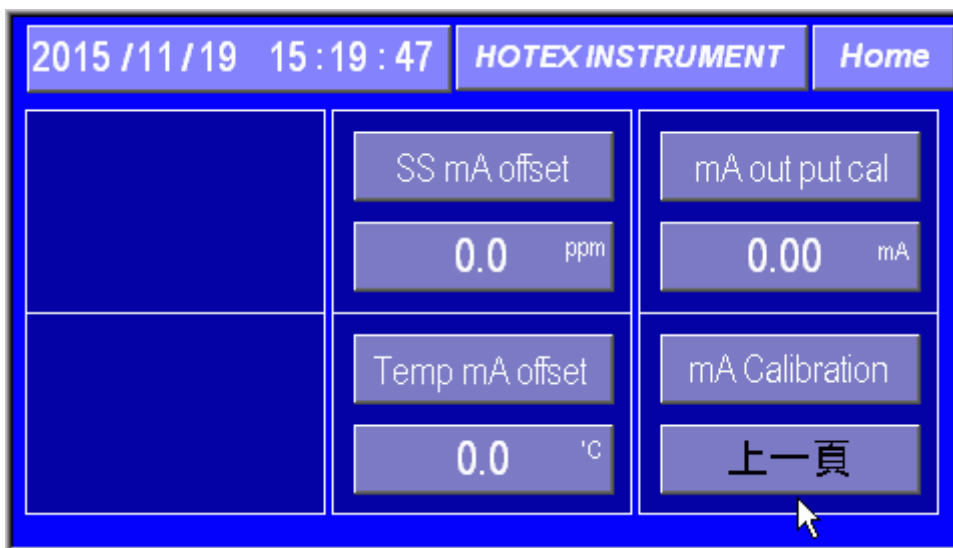 2015 / 11 / 19 15 : 19 : 47 HOTEX INSTRUMENT Home
SS mA offset mA out put cal
0.0 ppm 0.00 mA
Temp mA offset mA Calibration
0.0 'C 上一頁